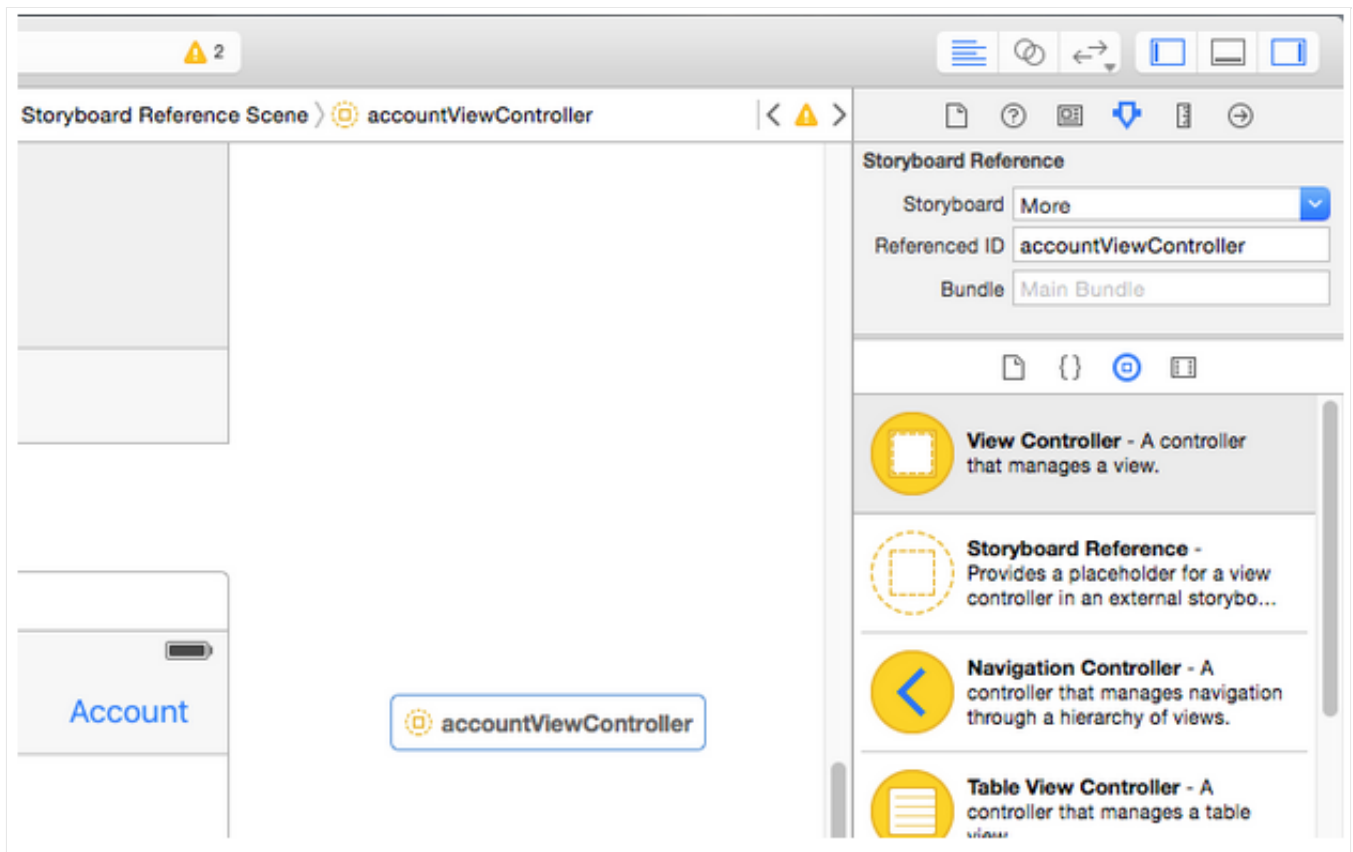 2
Storyboard Reference Scene 〉 accountViewController
Storyboard Reference
Storyboard More
Referenced ID accountViewController
Bundle Main Bundle
{}
View Controller - A controller
that manages a view.
Storyboard Reference -
Provides a placeholder for a view
controller in an external storybo...
Navigation Controller - A
controller that manages navigation
through a hierarchy of views.
Table View Controller - A
controller that manages a table
view
Account
accountViewController